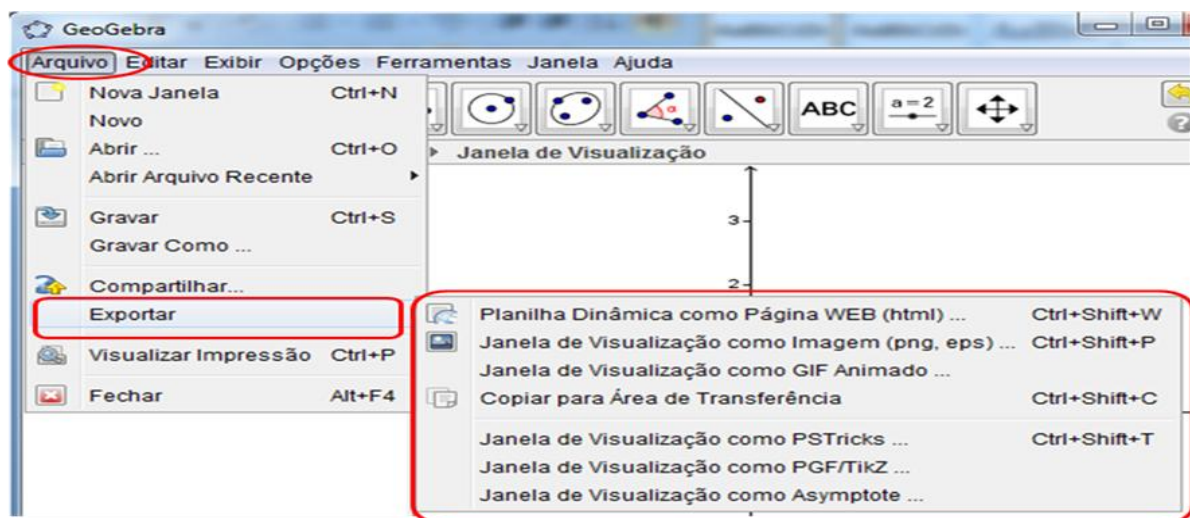 GeoGebra
Arquivo Editar Exibir Opções Ferramentas Janela Ajuda
Nova Janela Ctrl+N
Novo
Abrir ... Ctrl+O
Abrir Arquivo Recente
Gravar Ctrl+S
Gravar Como ...
Compartilhar...
Exportar
Visualizar Impressão Ctrl+P
Fechar Alt+F4
ABC
a=2
α
Janela de Visualização
3
2
Planilha Dinâmica como Página WEB (html) ... Ctrl+Shift+W
Janela de Visualização como Imagem (png, eps) ... Ctrl+Shift+P
Janela de Visualização como GIF Animado ...
Copiar para Área de Transferência Ctrl+Shift+C
Janela de Visualização como PSTricks ... Ctrl+Shift+T
Janela de Visualização como PGF/TikZ ...
Janela de Visualização como Asymptote ...